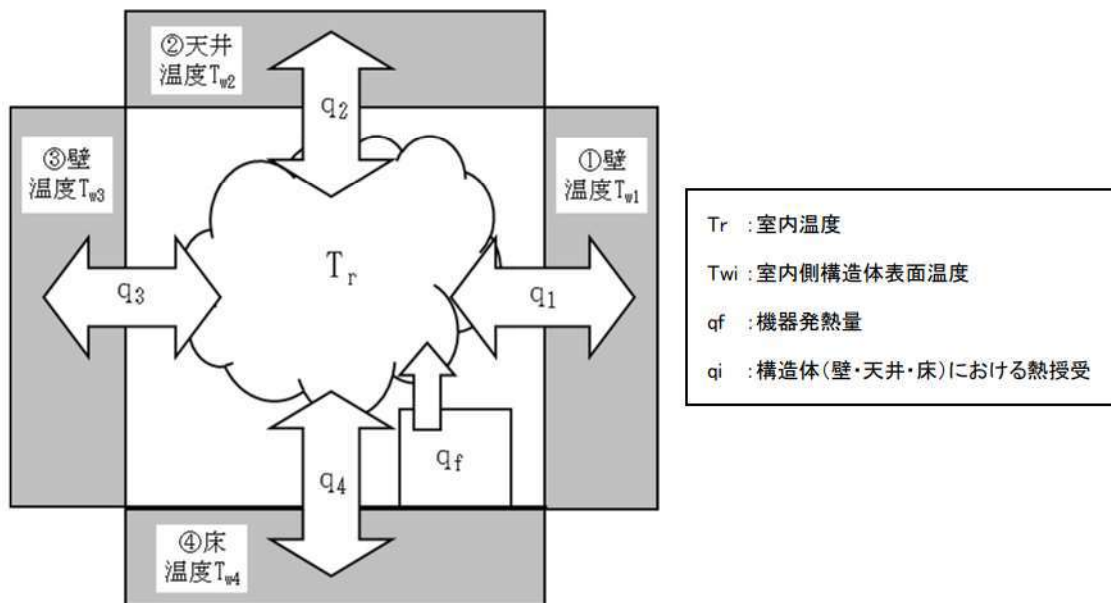 ②天井
温度Tw2
q2
③壁
温度Tw3
①壁
温度Tw1
Tr
q3
q1
q4
qf
④床
温度Tw4
Tr :室内温度
Twi :室内側構造体表面温度
qf :機器発熱量
qi :構造体(壁・天井・床)における熱授受